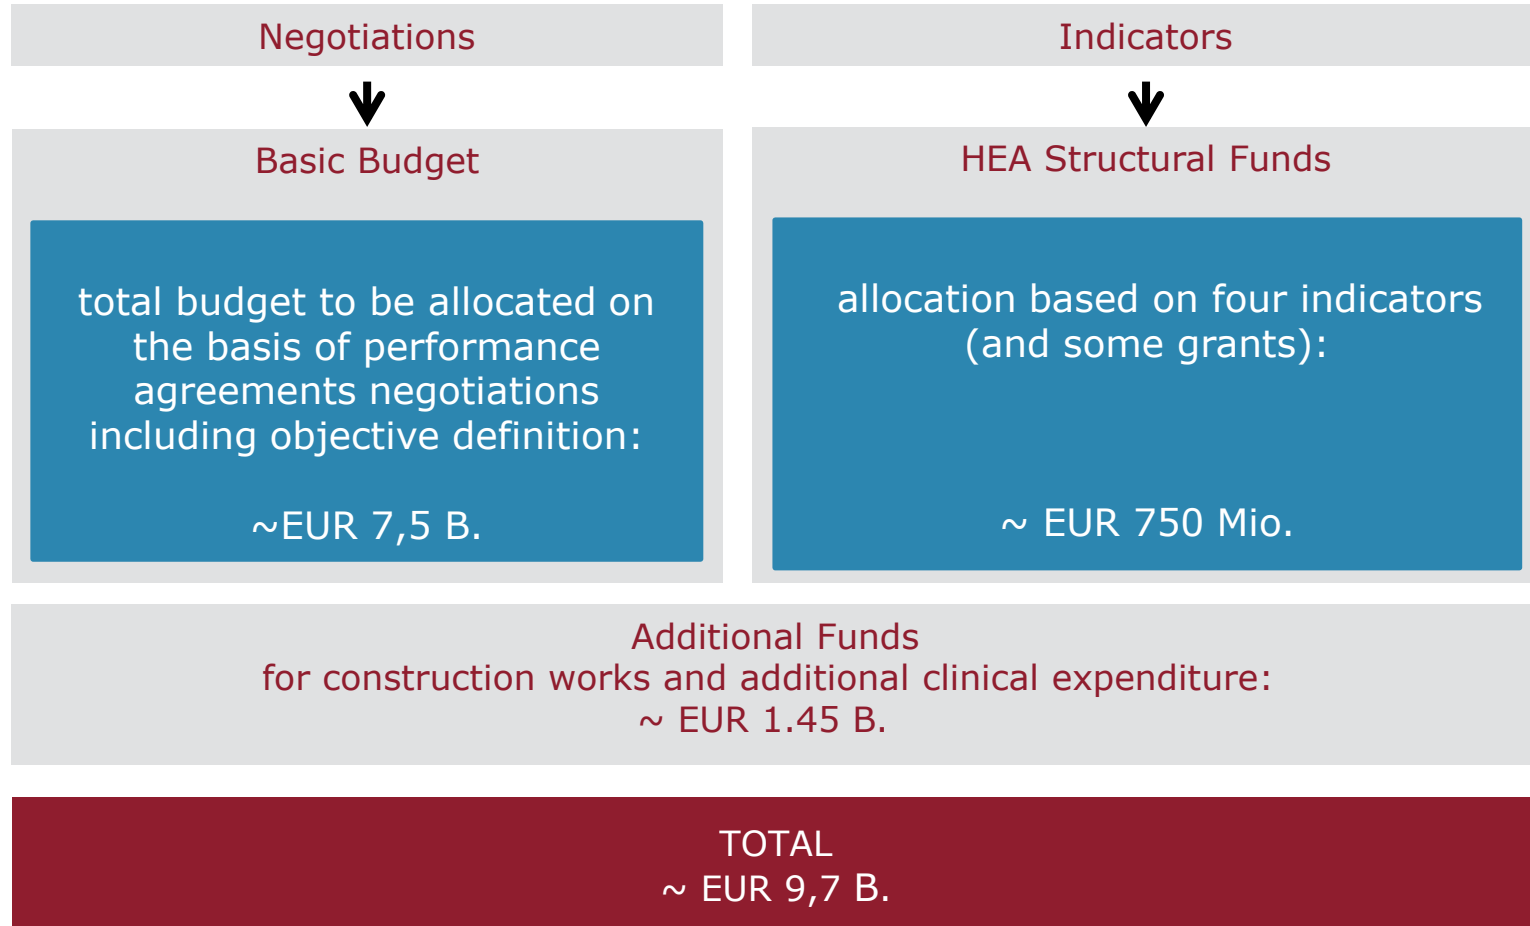 Negotiations
Indicators
Basic Budget
total budget to be allocated on
the basis of performance
agreements negotiations
including objective definition:
~EUR 7,5 B.
HEA Structural Funds
allocation based on four indicators
(and some grants):
~ EUR 750 Mio.
Additional Funds
for construction works and additional clinical expenditure:
~ EUR 1.45 B.
TOTAL
~ EUR 9,7 B.